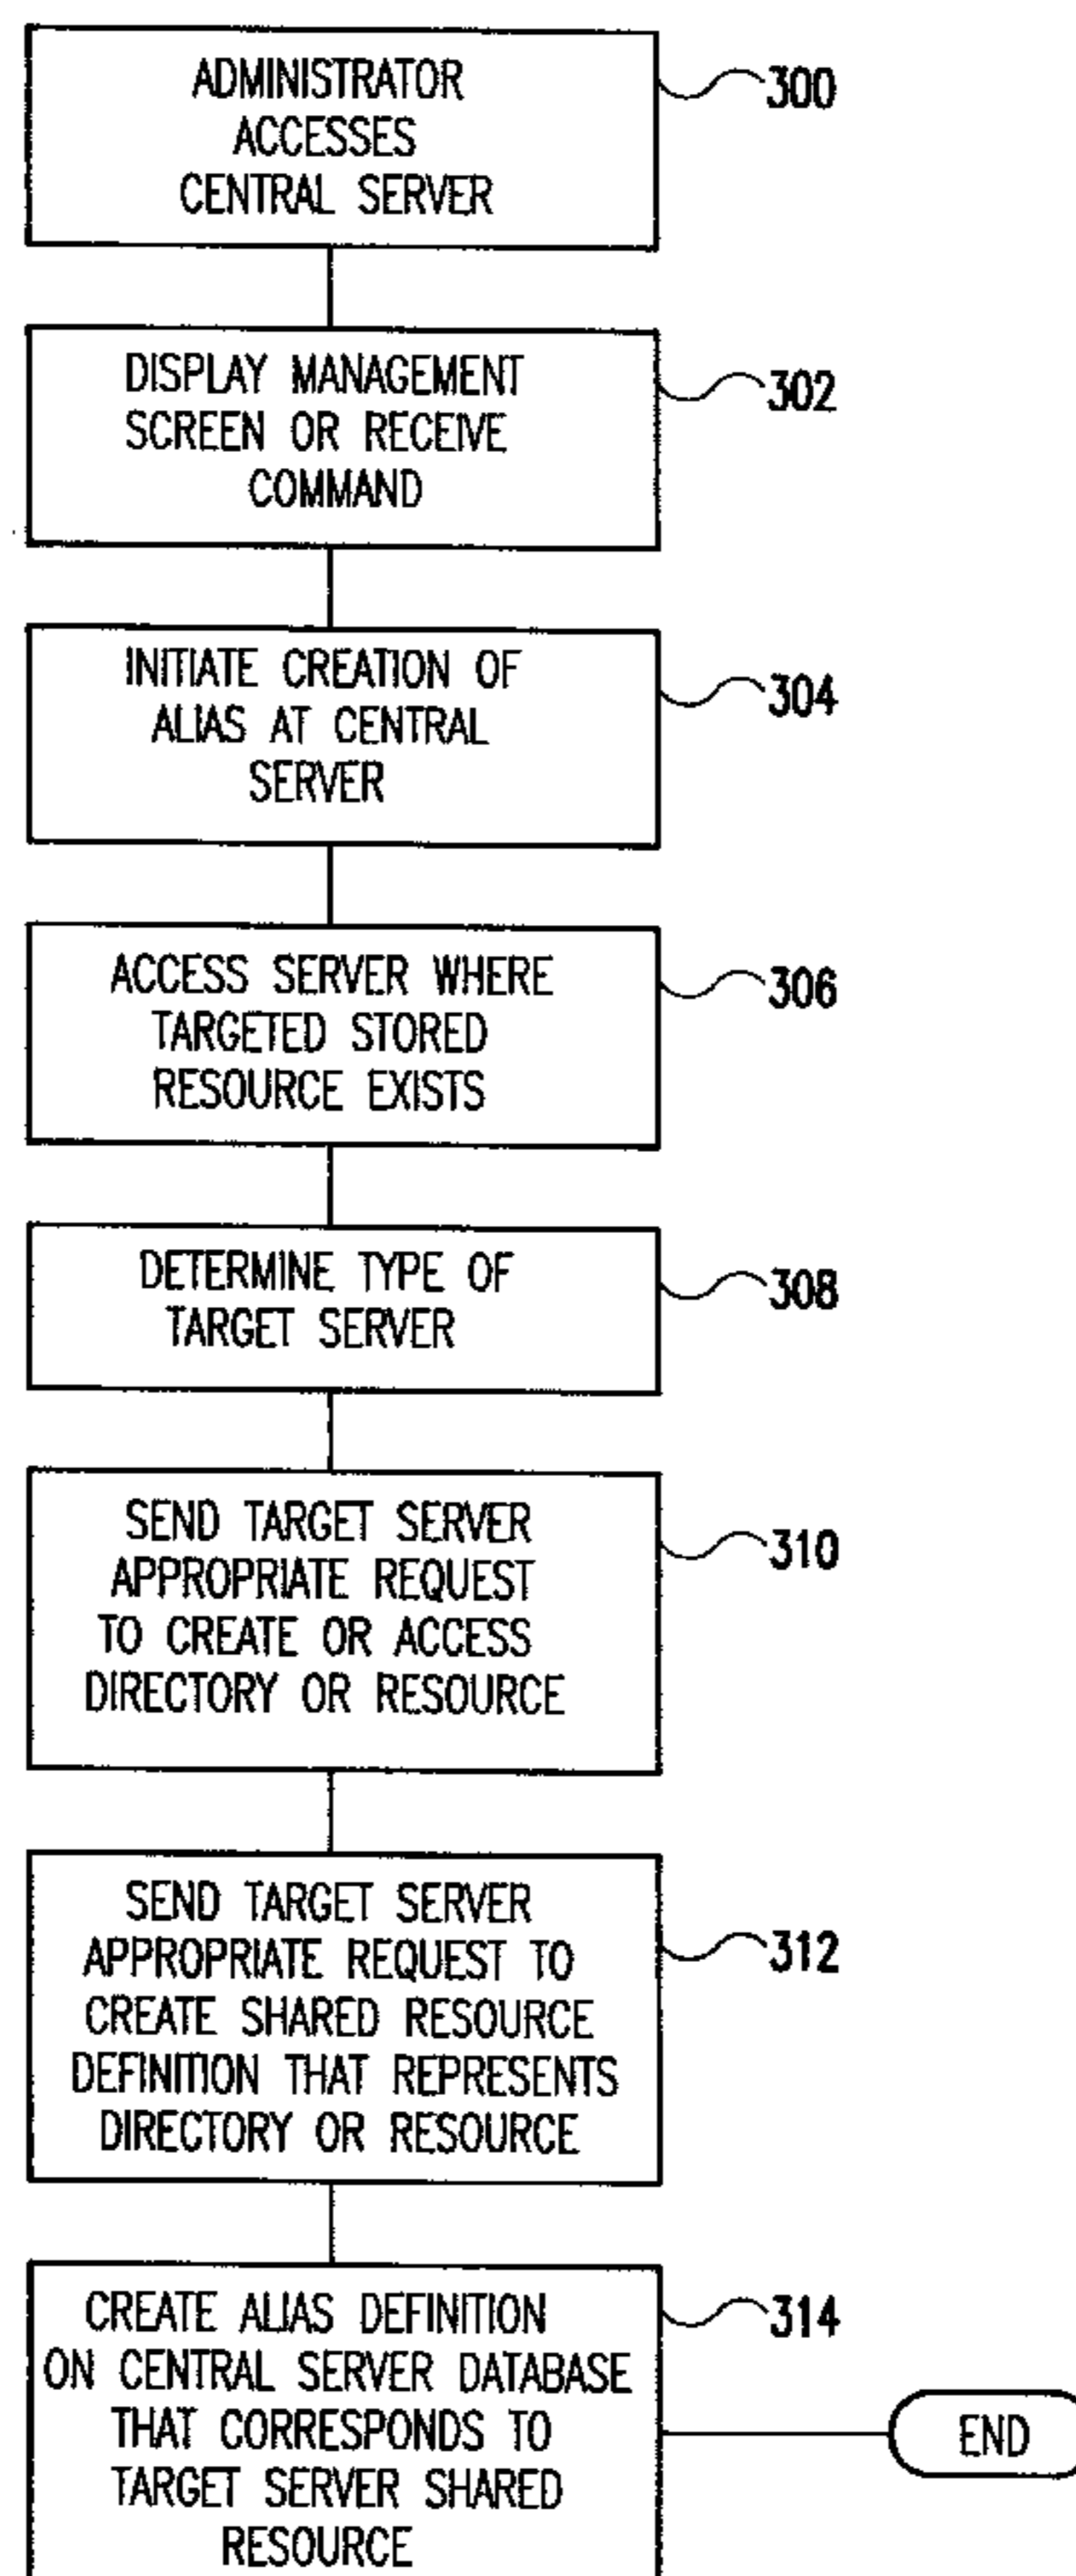 ADMINISTRATOR
ACCESSES
CENTRAL SERVER
300
DISPLAY MANAGEMENT
SCREEN OR RECEIVE
COMMAND
302
INITIATE CREATION OF
ALIAS AT CENTRAL
SERVER
304
ACCESS SERVER WHERE
TARGETED STORED
RESOURCE EXISTS
306
DETERMINE TYPE OF
TARGET SERVER
308
SEND TARGET SERVER
APPROPRIATE REQUEST
TO CREATE OR ACCESS
DIRECTORY OR RESOURCE
310
SEND TARGET SERVER
APPROPRIATE REQUEST TO
CREATE SHARED RESOURCE
DEFINITION THAT REPRESENTS
DIRECTORY OR RESOURCE
312
CREATE ALIAS DEFINITION
ON CENTRAL SERVER DATABASE
THAT CORRESPONDS TO
TARGET SERVER SHARED
RESOURCE
314
END